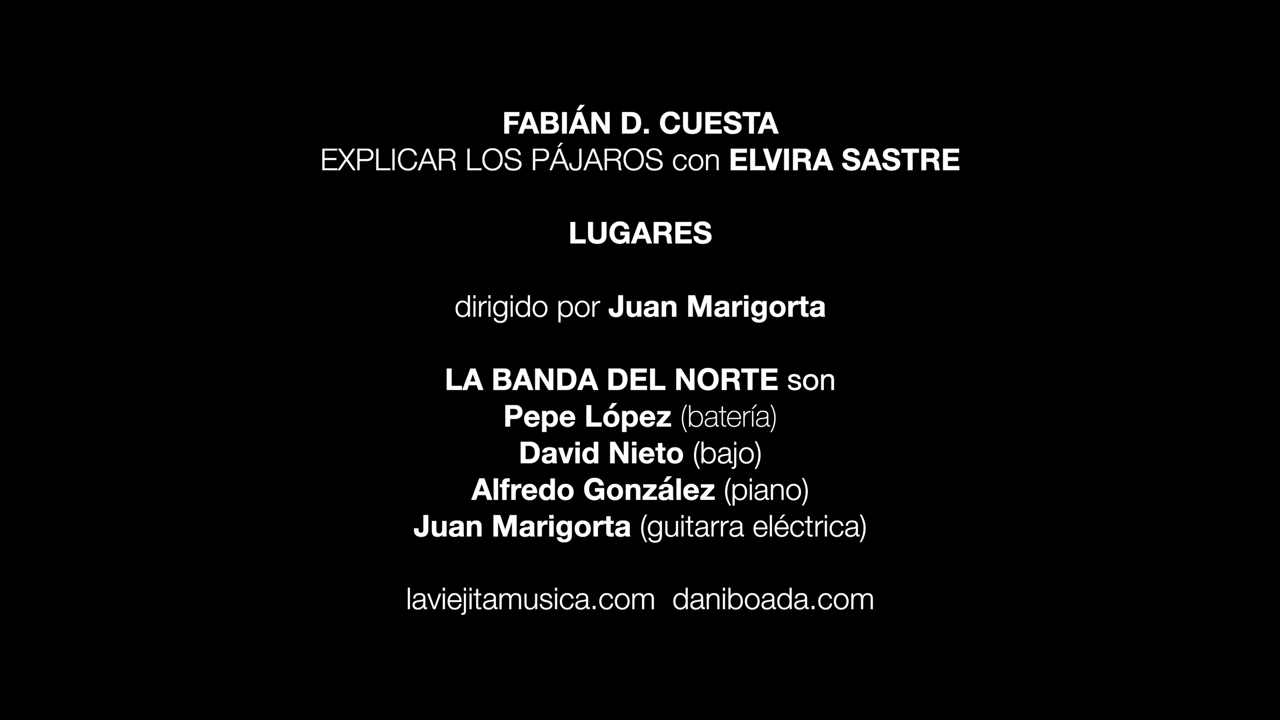 FABIÁN D. CUESTA
EXPLICAR LOS PÁJAROS con ELVIRA SASTRE
LUGARES
dirigido por Juan Marigorta
LA BANDA DEL NORTE son
Pepe López (batería)
David Nieto (bajo)
Alfredo González (piano)
Juan Marigorta (guitarra eléctrica)
laviejitamusica.com daniboada.com